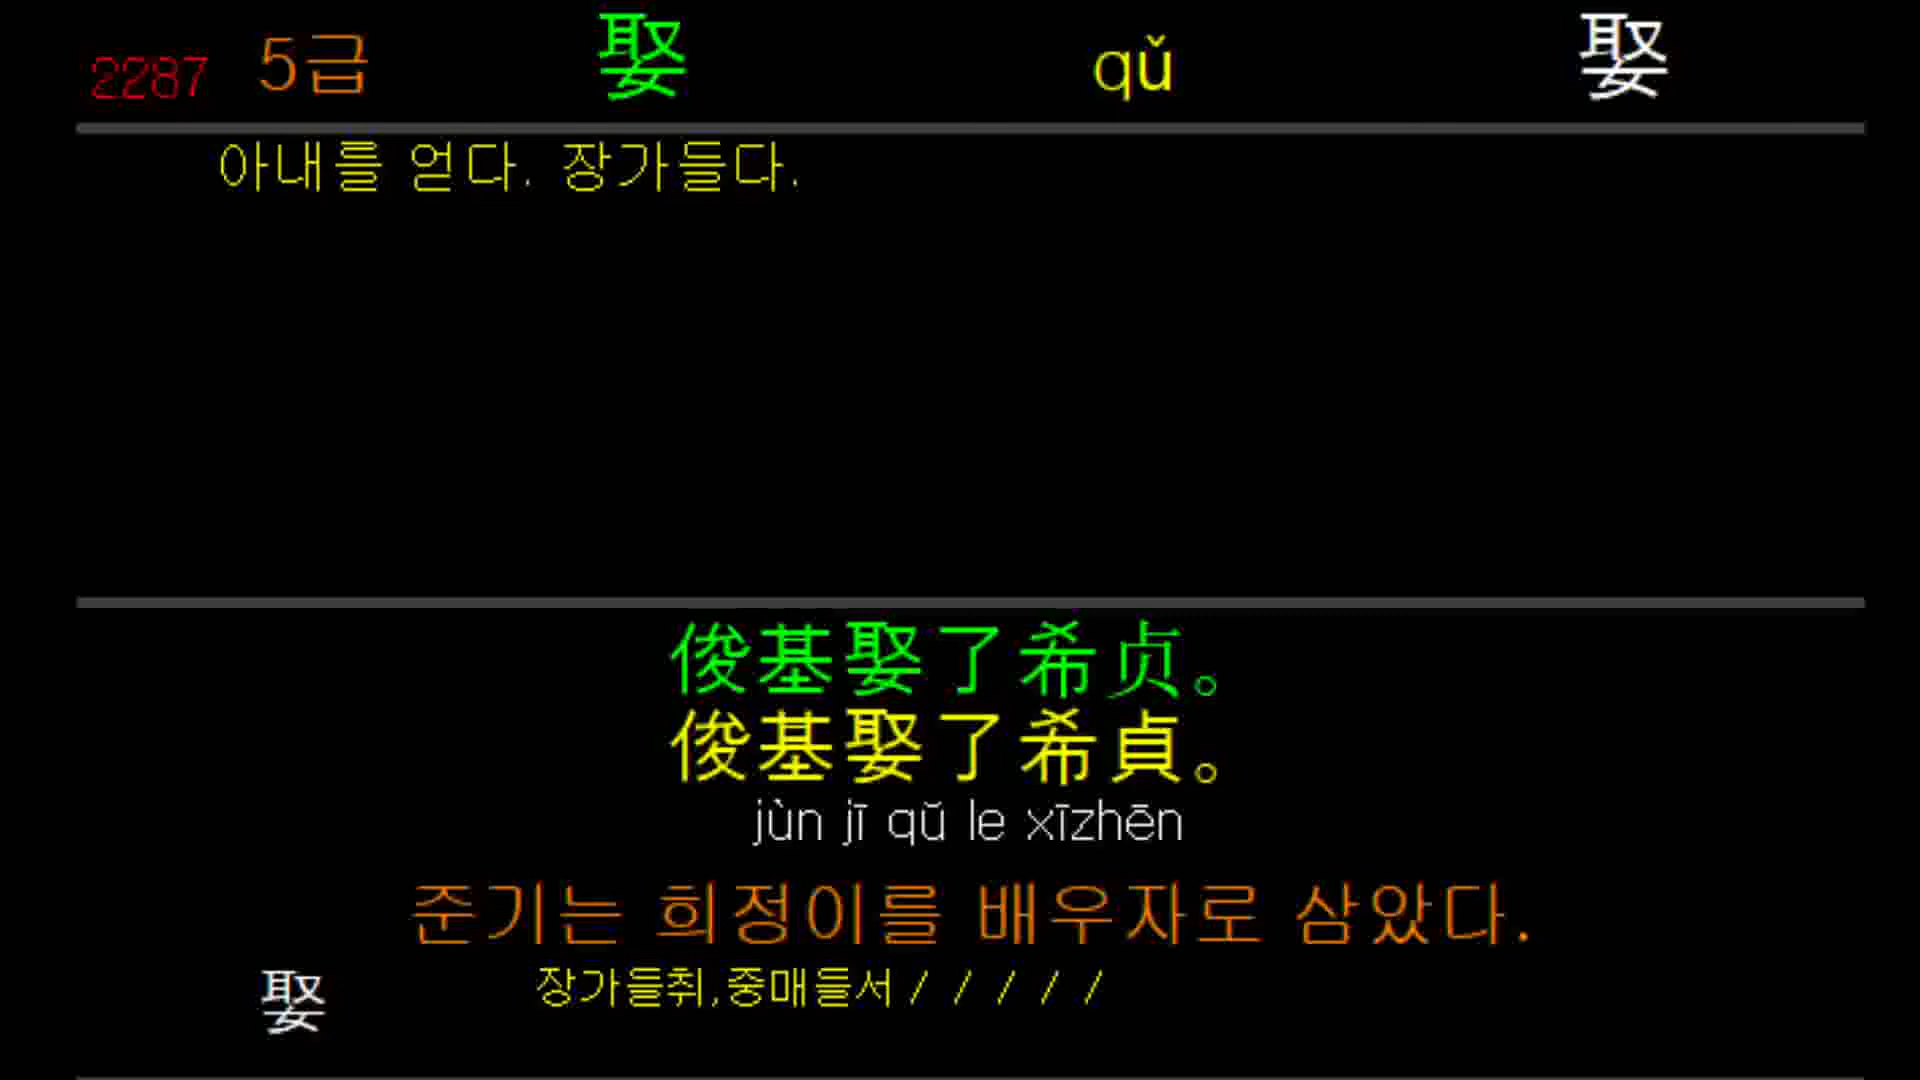 2287 5급 娶 qǔ 娶
아내를 얻다. 장가들다.
俊基娶了希贞。
俊基娶了希貞。
jùn jī qŭ le xīzhēn
준기는 희정이를 배우자로 삼았다.
娶 장가들취,중매들서 / / / / /